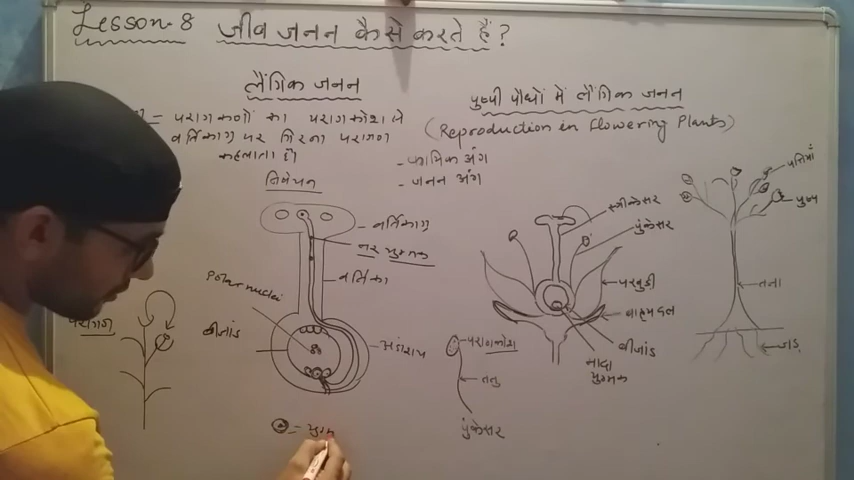 Lesson-8 जीव जनन कैसे करते हैं?
लैंगिक जनन
= परागकणों का परागकोश से
वर्तिकाग्र पर गिरना परागण
कहलाता है।
पुष्पी पौधों में लैंगिक जनन
(Reproduction in Flowering Plants)
- कायिक अंग
- जनन अंग
निषेचन
वर्तिकाग्र
नर युग्मक
वर्तिका
Polar nuclei
बीजांड
अंडाशय
परागण
स्त्रीकेसर
पुंकेसर
पंखुडी
बाह्यदल
बीजांड
मादा
युग्मक
परागकोश
तन्तु
पुंकेसर
पत्तियाँ
पुष्प
तना
जड़
= युग्म